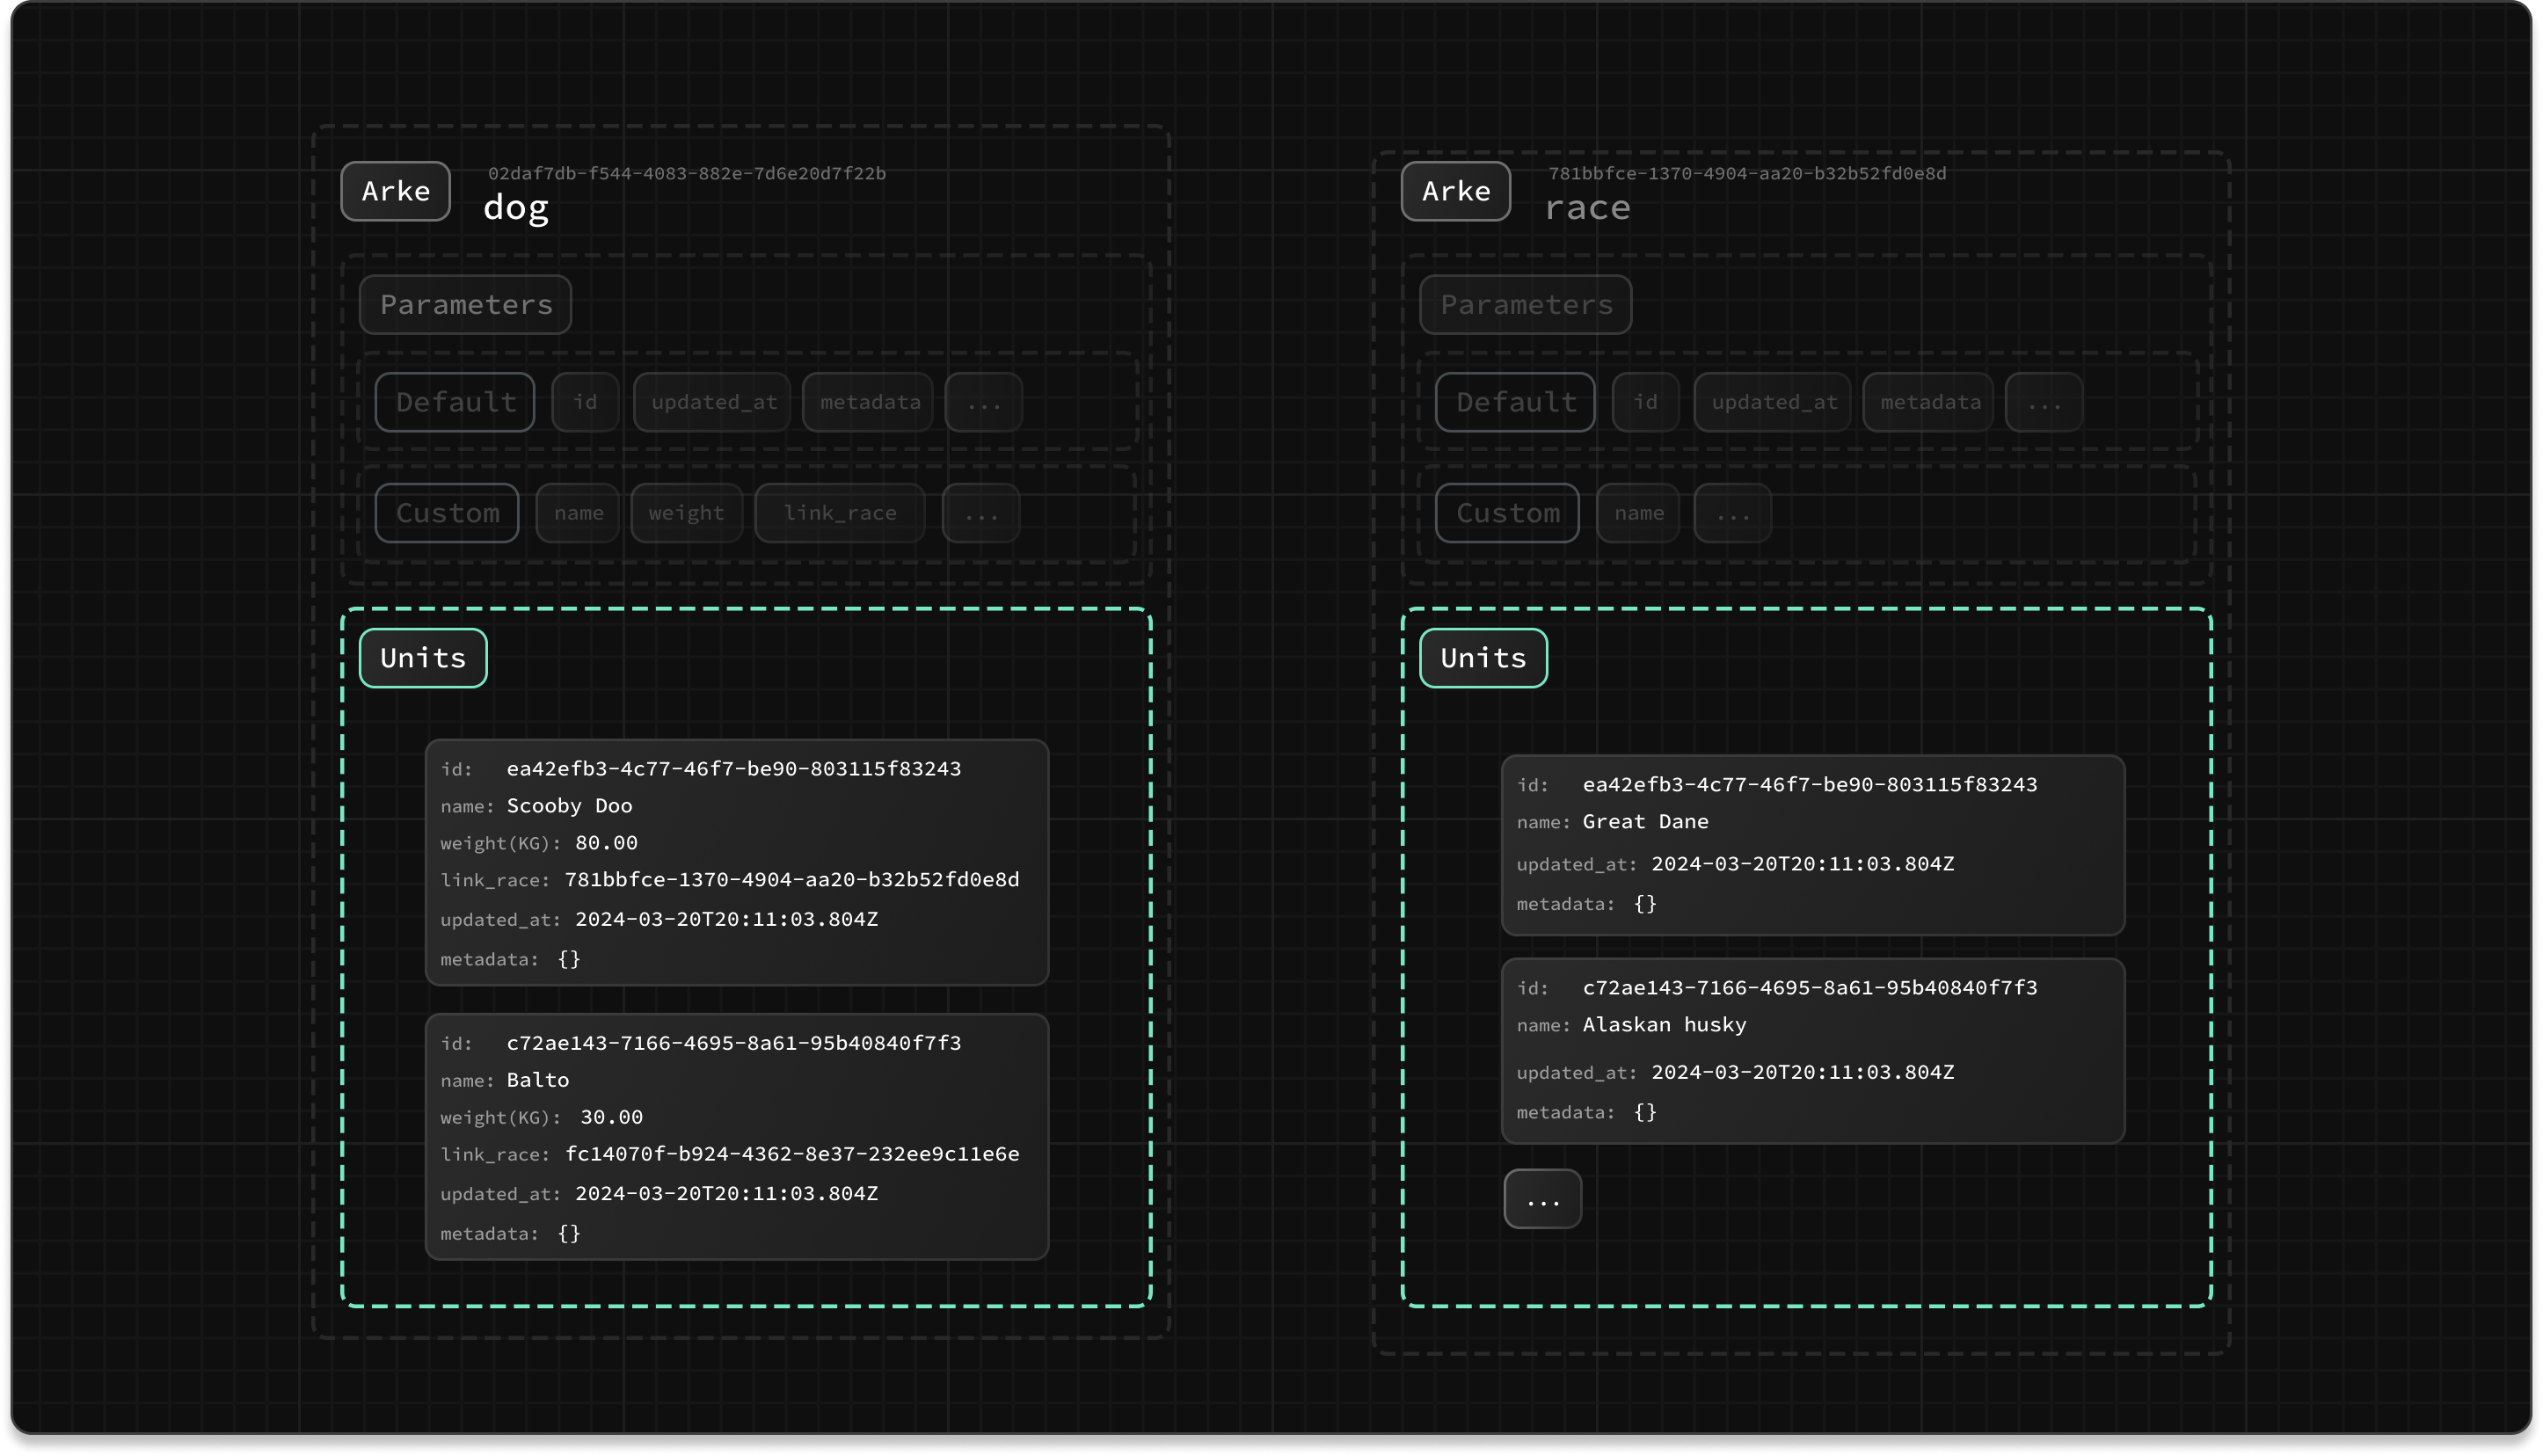 Arke
02daf7db-f544-4083-882e-7d6e20d7f22b
dog
Parameters
Default id updated_at metadata ...
Custom name weight link_race ...
Units
id: ea42efb3-4c77-46f7-be90-803115f83243
name: Scooby Doo
weight(KG): 80.00
link_race: 781bbfce-1370-4904-aa20-b32b52fd0e8d
updated_at: 2024-03-20T20:11:03.804Z
metadata: {}
id: c72ae143-7166-4695-8a61-95b40840f7f3
name: Balto
weight(KG): 30.00
link_race: fc14070f-b924-4362-8e37-232ee9c11e6e
updated_at: 2024-03-20T20:11:03.804Z
metadata: {}
Arke
781bbfce-1370-4904-aa20-b32b52fd0e8d
race
Parameters
Default id updated_at metadata ...
Custom name ...
Units
id: ea42efb3-4c77-46f7-be90-803115f83243
name: Great Dane
updated_at: 2024-03-20T20:11:03.804Z
metadata: {}
id: c72ae143-7166-4695-8a61-95b40840f7f3
name: Alaskan husky
updated_at: 2024-03-20T20:11:03.804Z
metadata: {}
...